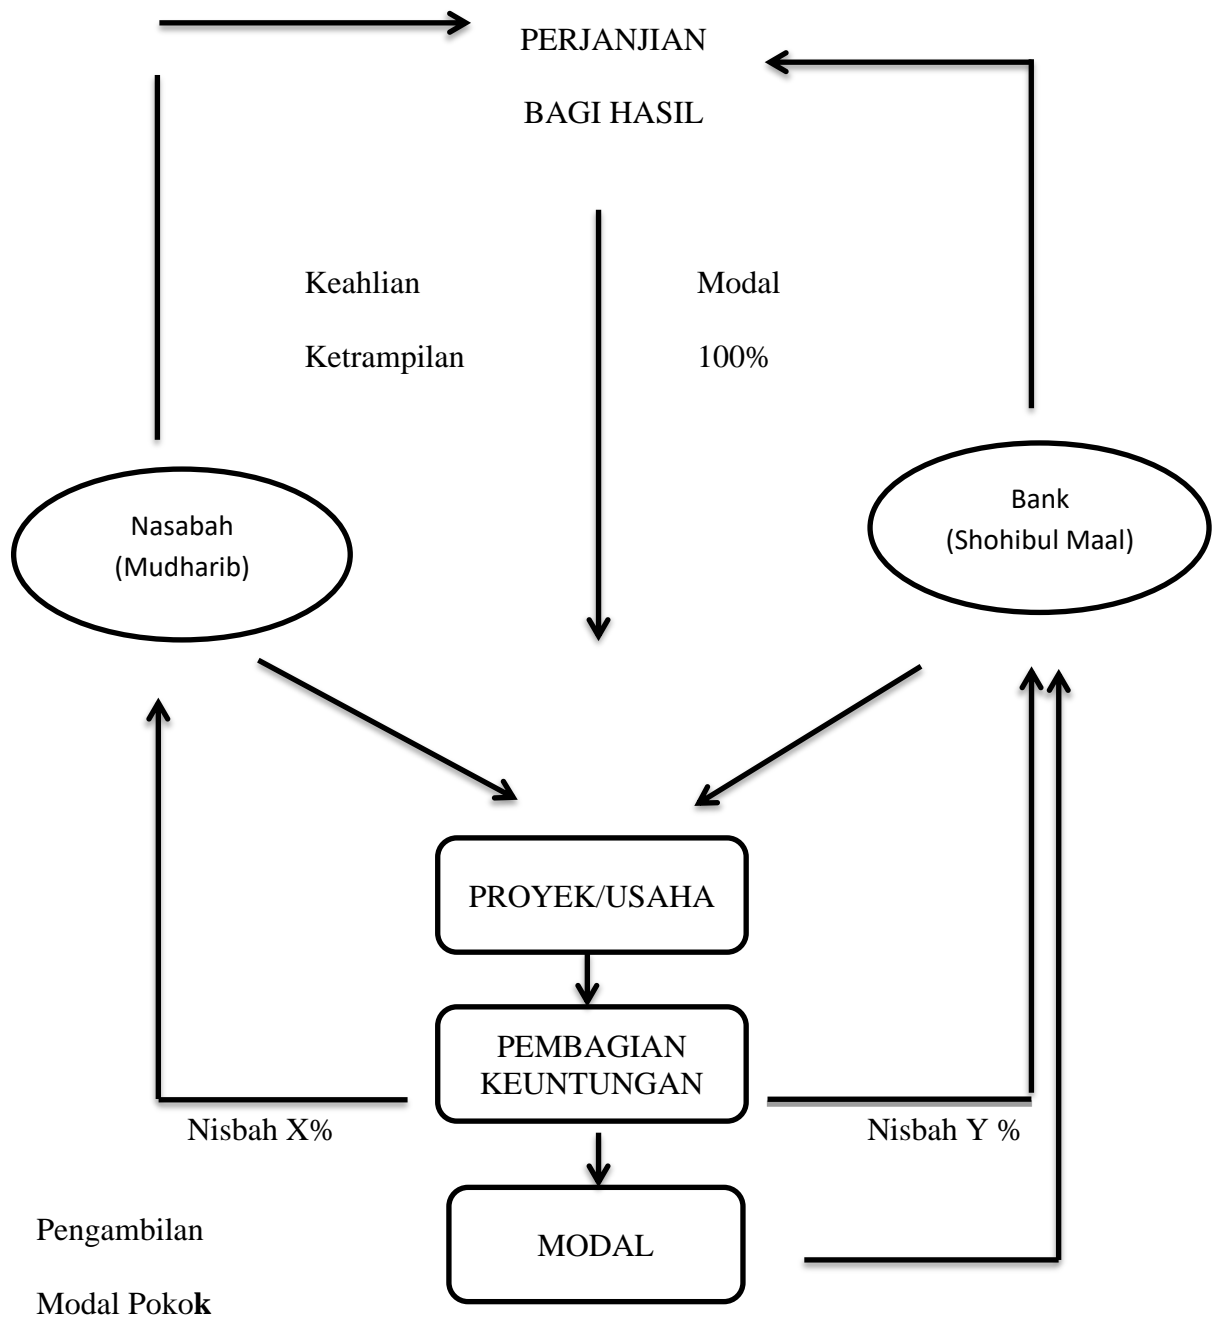 PERJANJIAN
BAGI HASIL
Keahlian
Modal
Ketrampilan
100%
Nasabah
(Mudharib)
Bank
(Shohibul Maal)
PROYEK/USAHA
PEMBAGIAN
KEUNTUNGAN
Nisbah X%
Nisbah Y %
Pengambilan
Modal Pokok
MODAL